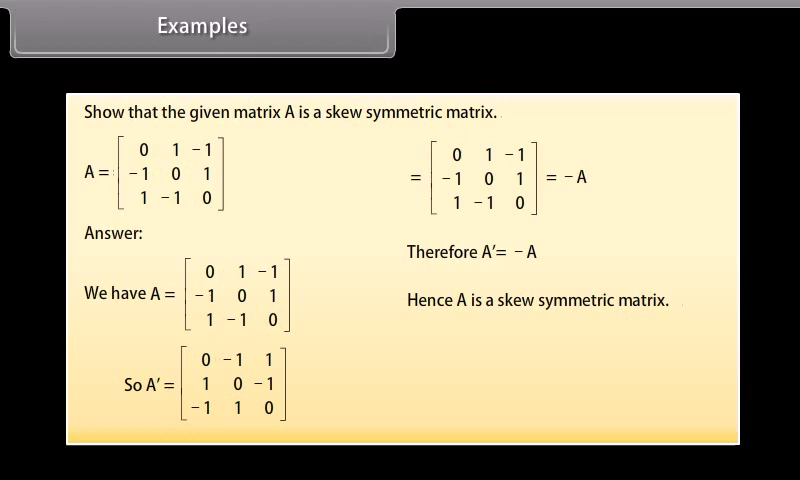 Examples
Show that the given matrix A is a skew symmetric matrix.
0 1 −1
A = −1 0 1
1 −1 0
Answer:
0 1 −1
We have A = −1 0 1
1 −1 0
0 −1 1
So A′ = 1 0 −1
−1 1 0
0 1 −1
= −1 0 1 = −A
1 −1 0
Therefore A′= −A
Hence A is a skew symmetric matrix.